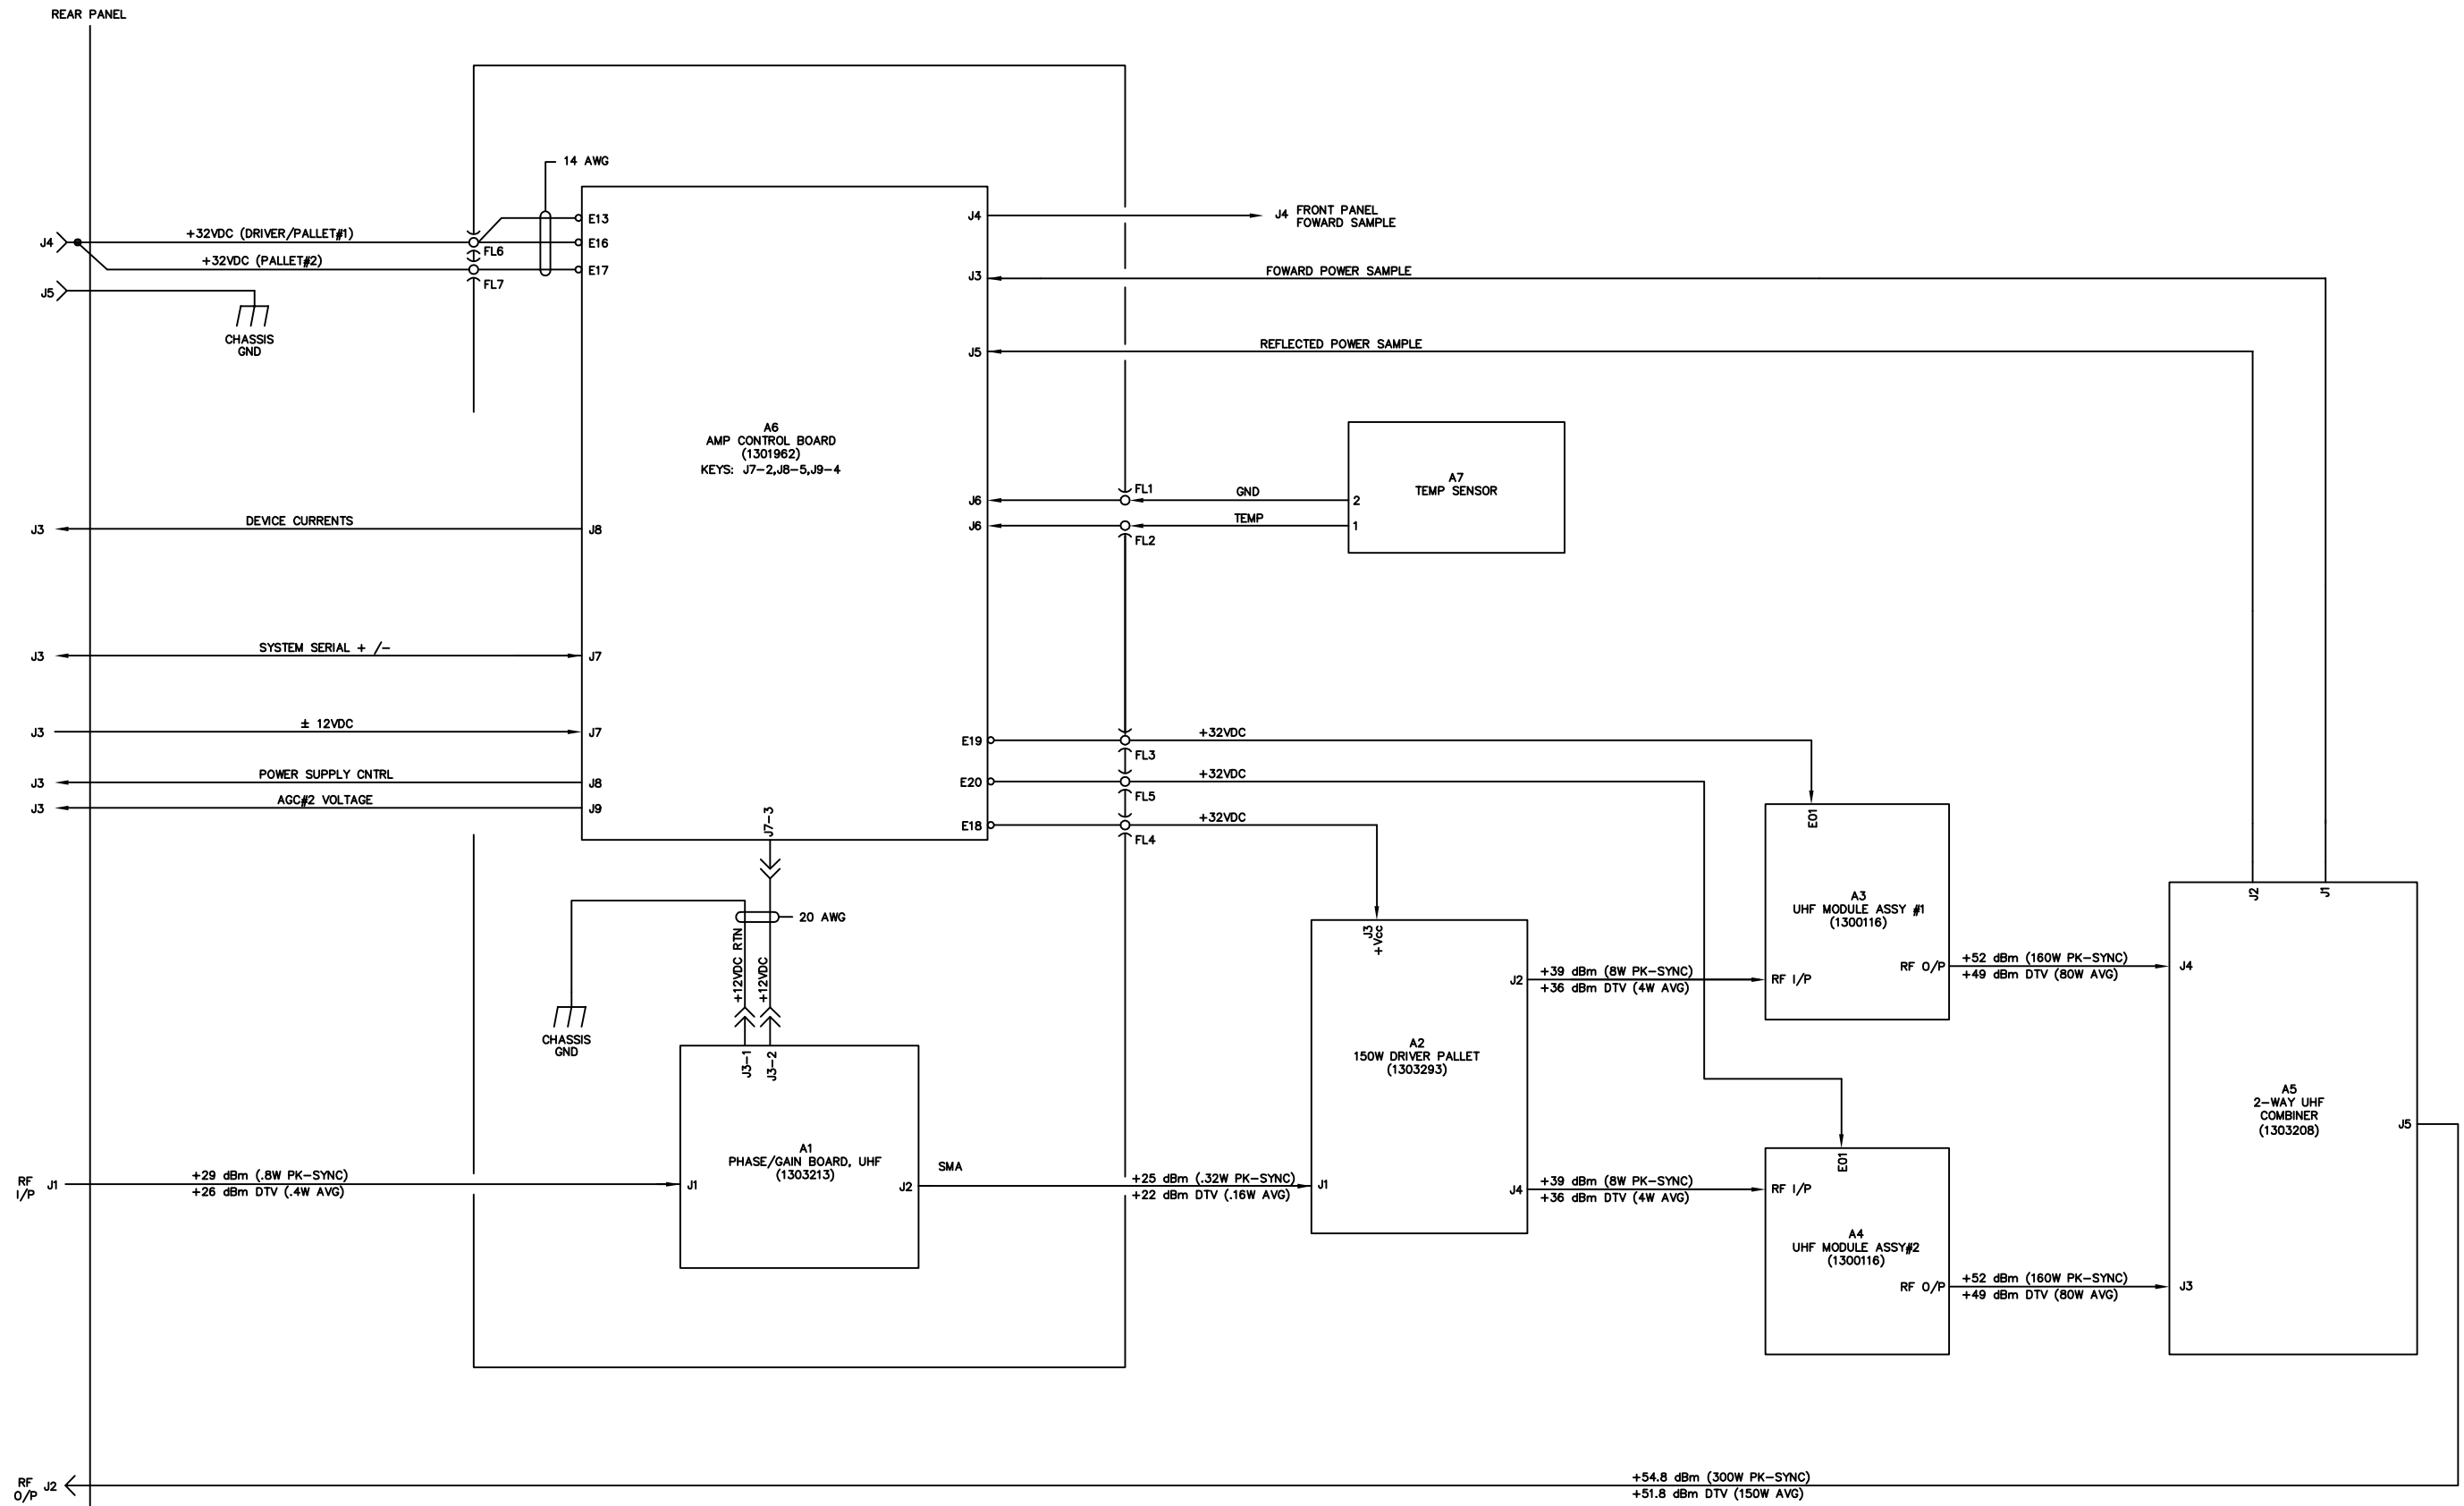 REAR PANEL
14 AWG
J4
+32VDC (DRIVER/PALLET#1)
+32VDC (PALLET#2)
FL6
FL7
E13
E16
E17
J5
CHASSIS
GND
J4
J4 FRONT PANEL
FOWARD SAMPLE
J3
FOWARD POWER SAMPLE
J5
REFLECTED POWER SAMPLE
A6
AMP CONTROL BOARD
(1301962)
KEYS: J7-2,J8-5,J9-4
J6
FL1
GND
2
J6
FL2
TEMP
1
A7
TEMP SENSOR
J3
DEVICE CURRENTS
J8
J3
SYSTEM SERIAL + /-
J7
J3
± 12VDC
J7
J3
POWER SUPPLY CNTRL
J8
J3
AGC#2 VOLTAGE
J9
J7-3
E19
FL3
+32VDC
E20
FL5
+32VDC
E18
FL4
+32VDC
20 AWG
+12VDC RTN
+12VDC
CHASSIS
GND
J3-1
J3-2
A1
PHASE/GAIN BOARD, UHF
(1303213)
RF
I/P
J1
+29 dBm (.8W PK-SYNC)
+26 dBm DTV (.4W AVG)
J1
J2
SMA
+25 dBm (.32W PK-SYNC)
+22 dBm DTV (.16W AVG)
J1
J3
+Vcc
A2
150W DRIVER PALLET
(1303293)
J2
+39 dBm (8W PK-SYNC)
+36 dBm DTV (4W AVG)
J4
+39 dBm (8W PK-SYNC)
+36 dBm DTV (4W AVG)
E01
A3
UHF MODULE ASSY #1
(1300116)
RF I/P
RF O/P
+52 dBm (160W PK-SYNC)
+49 dBm DTV (80W AVG)
E01
RF I/P
A4
UHF MODULE ASSY#2
(1300116)
RF O/P
+52 dBm (160W PK-SYNC)
+49 dBm DTV (80W AVG)
J2
J1
J4
A5
2-WAY UHF
COMBINER
(1303208)
J5
J3
RF
O/P
J2
+54.8 dBm (300W PK-SYNC)
+51.8 dBm DTV (150W AVG)